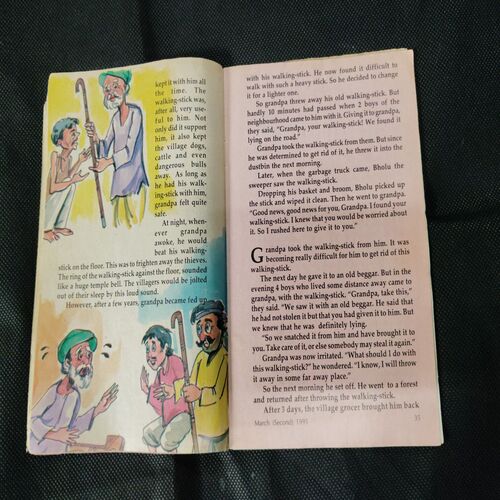 kept it with him all
the time. The
walking-stick was,
after all, very use-
ful to him. Not
only did it support
him, it also kept
the village dogs,
cattle and even
dangerous bulls
away. As long as
he had his walk-
ing-stick with him,
grandpa felt quite
safe.
At night, when-
ever grandpa
awoke, he would
beat his walking-
stick on the floor. This was to frighten away the thieves.
The ring of the walking-stick against the floor, sounded
like a huge temple bell. The villagers would be jolted
out of their sleep by this loud sound.
However, after a few years, grandpa became fed up
with his walking-stick. He now found it difficult to
walk with such a heavy stick. So he decided to change
it for a lighter one.
So grandpa threw away his old walking-stick. But
hardly 10 minutes had passed when 2 boys of the
neighbourhood came to him with it. Giving it to grandpa,
they said, "Grandpa, your walking-stick! We found it
lying on the road."
Grandpa took the walking-stick from them. But since
he was determined to get rid of it, he threw it into the
dustbin the next morning.
Later, when the garbage truck came, Bholu the
sweeper saw the walking-stick.
Dropping his basket and broom, Bholu picked up
the stick and wiped it clean. Then he went to grandpa.
"Good news, good news for you, Grandpa. I found your
walking-stick. I knew that you would be worried about
it. So I rushed here to give it to you."
Grandpa took the walking-stick from him. It was
becoming really difficult for him to get rid of this
walking-stick.
The next day he gave it to an old beggar. But in the
evening 4 boys who lived some distance away came to
grandpa, with the walking-stick. "Grandpa, take this,"
they said. "We saw it with an old beggar. He said that
he had not stolen it but that you had given it to him. But
we knew that he was definitely lying.
"So we snatched it from him and have brought it to
you. Take care of it, or else somebody may steal it again."
Grandpa was now irritated. "What should I do with
this walking-stick?" he wondered. "I know, I will throw
it away in some far away place."
So the next morning he set off. He went to a forest
and returned after throwing the walking-stick.
After 3 days, the village grocer brought him back
March (Second) 1991
35